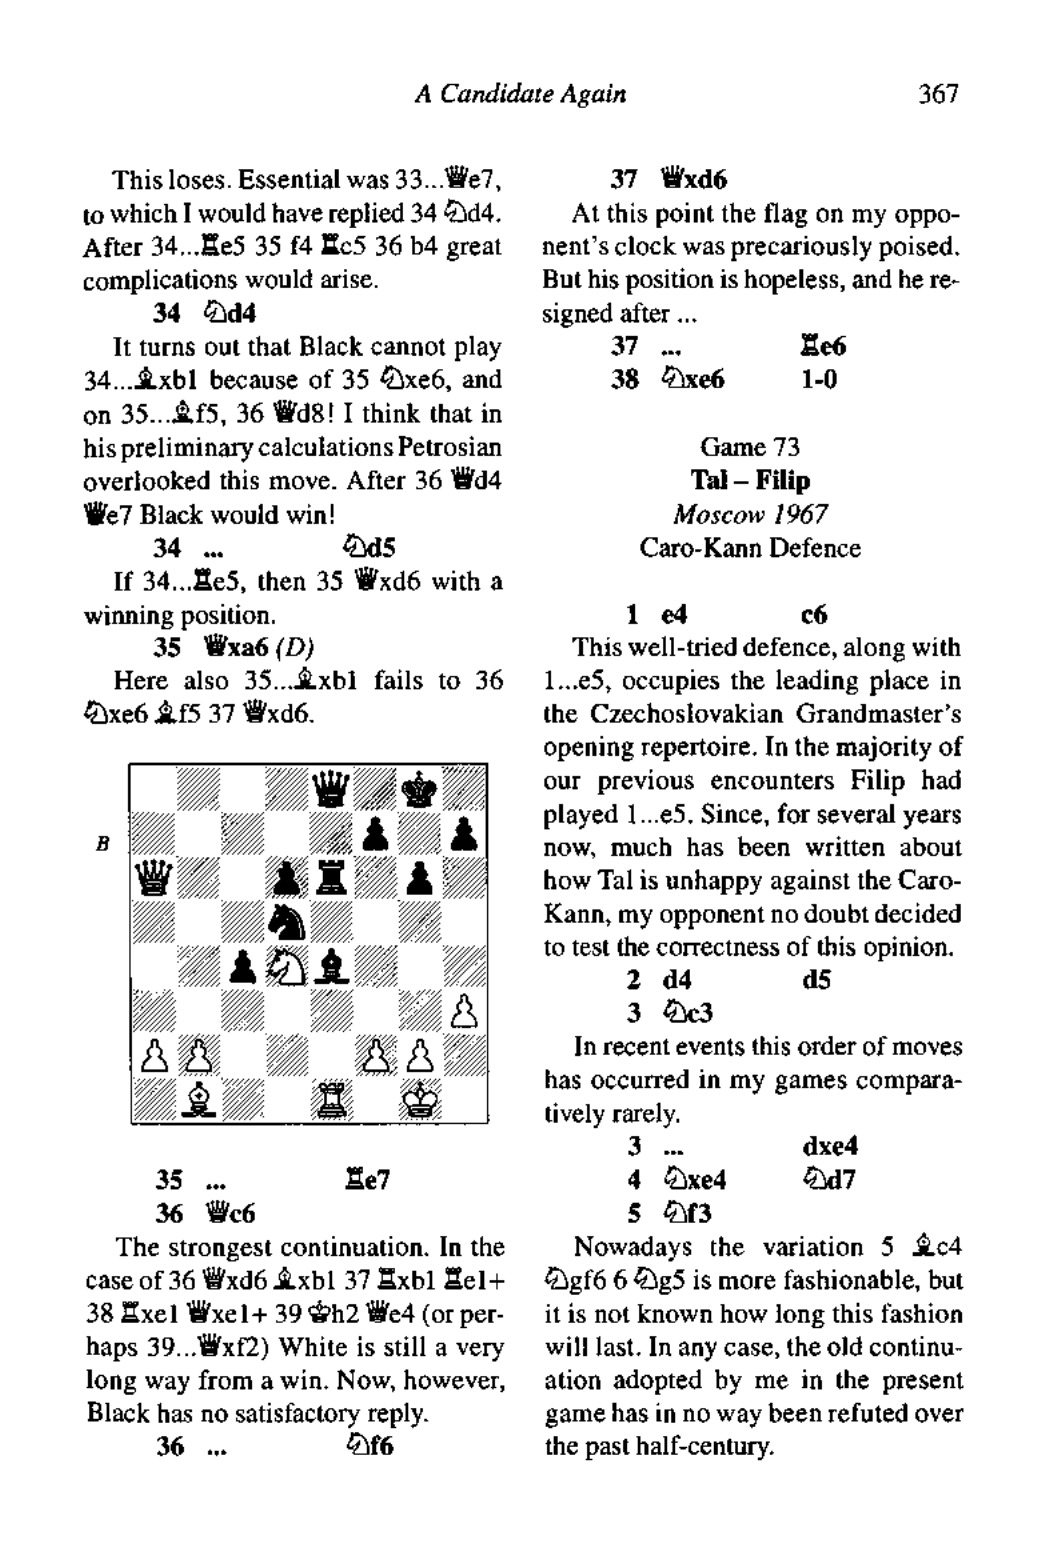 A Candidate Again 367
This loses. Essential was 33...♛e7,
to which I would have replied 34 ♘d4.
After 34...♜e5 35 f4 ♜c5 36 b4 great
complications would arise.
34 ♘d4
It turns out that Black cannot play
34...♝xb1 because of 35 ♘xe6, and
on 35...♝f5, 36 ♕d8! I think that in
his preliminary calculations Petrosian
overlooked this move. After 36 ♕d4
♛e7 Black would win!
34 ... ♘d5
If 34...♜e5, then 35 ♕xd6 with a
winning position.
35 ♕xa6 (D)
Here also 35...♝xb1 fails to 36
♘xe6 ♝f5 37 ♕xd6.
B
35 ... ♜e7
36 ♕c6
The strongest continuation. In the
case of 36 ♕xd6 ♝xb1 37 ♖xb1 ♜e1+
38 ♖xe1 ♛xe1+ 39 ♔h2 ♛e4 (or per-
haps 39...♛xf2) White is still a very
long way from a win. Now, however,
Black has no satisfactory reply.
36 ... ♘f6
37 ♕xd6
At this point the flag on my oppo-
nent's clock was precariously poised.
But his position is hopeless, and he re-
signed after ...
37 ... ♜e6
38 ♘xe6 1-0
Game 73
Tal – Filip
Moscow 1967
Caro-Kann Defence
1 e4 c6
This well-tried defence, along with
1...e5, occupies the leading place in
the Czechoslovakian Grandmaster's
opening repertoire. In the majority of
our previous encounters Filip had
played 1...e5. Since, for several years
now, much has been written about
how Tal is unhappy against the Caro-
Kann, my opponent no doubt decided
to test the correctness of this opinion.
2 d4 d5
3 ♘c3
In recent events this order of moves
has occurred in my games compara-
tively rarely.
3 ... dxe4
4 ♘xe4 ♘d7
5 ♘f3
Nowadays the variation 5 ♗c4
♘gf6 6 ♘g5 is more fashionable, but
it is not known how long this fashion
will last. In any case, the old continu-
ation adopted by me in the present
game has in no way been refuted over
the past half-century.